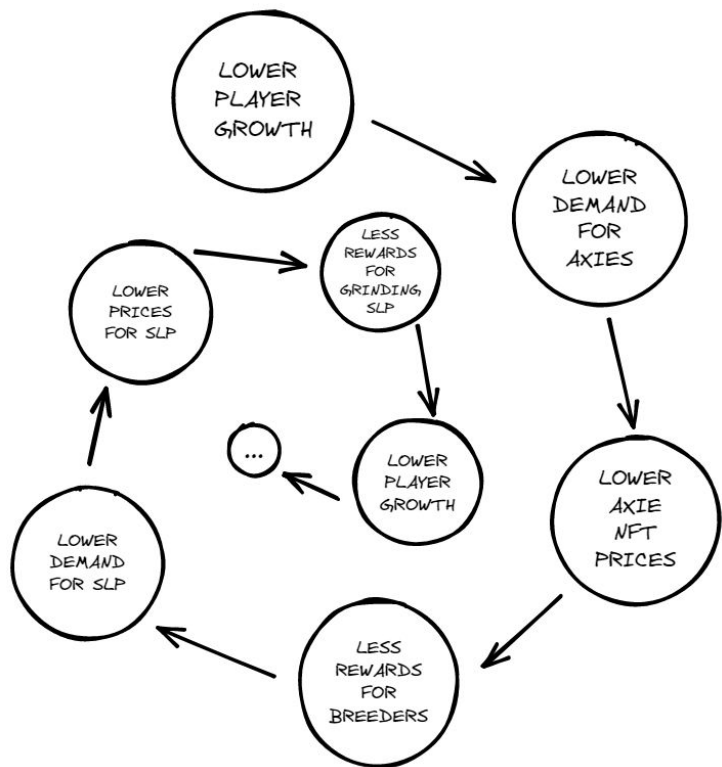 LOWER
PLAYER
GROWTH
LOWER
DEMAND
FOR
AXIES
LOWER
AXIE
NFT
PRICES
LESS
REWARDS
FOR
BREEDERS
LOWER
DEMAND
FOR SLP
LOWER
PRICES
FOR SLP
LESS
REWARDS
FOR
GRINDING
SLP
LOWER
PLAYER
GROWTH
...